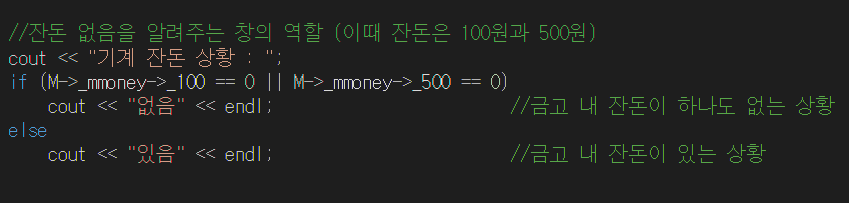 //잔돈 없음을 알려주는 창의 역할 (이때 잔돈은 100원과 500원)
cout << "기계 잔돈 상황 : ";
if (M->_mmoney->_100 == 0 || M->_mmoney->_500 == 0)
cout << "없음" << endl; //금고 내 잔돈이 하나도 없는 상황
else
cout << "있음" << endl; //금고 내 잔돈이 있는 상황